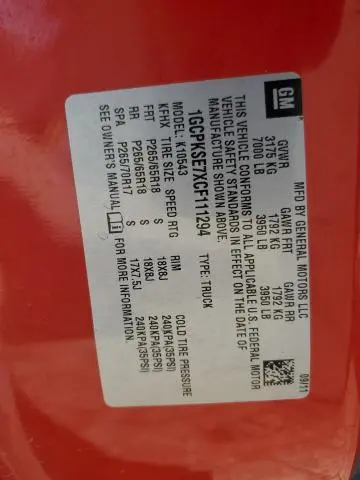 GM
MFD BY GENERAL MOTORS LLC 09/11
GVWR GAWR FRT GAWR RR
3175 KG 1792 KG 1792 KG
7000 LB 3950 LB 3950 LB
THIS VEHICLE CONFORMS TO ALL APPLICABLE U.S. FEDERAL MOTOR
VEHICLE SAFETY STANDARDS IN EFFECT ON THE DATE OF
MANUFACTURE SHOWN ABOVE.
1GCPKSE7XCF111294 TYPE: TRUCK
MODEL: K10543
KFHX TIRE SIZE SPEED RTG RIM COLD TIRE PRESSURE
FRT P265/65R18 S 18X8J 240KPA(35PSI)
RR P265/65R18 S 18X8J 240KPA(35PSI)
SPA P265/70R17 S 17X7.5J 240KPA(35PSI)
SEE OWNER'S MANUAL FOR MORE INFORMATION.